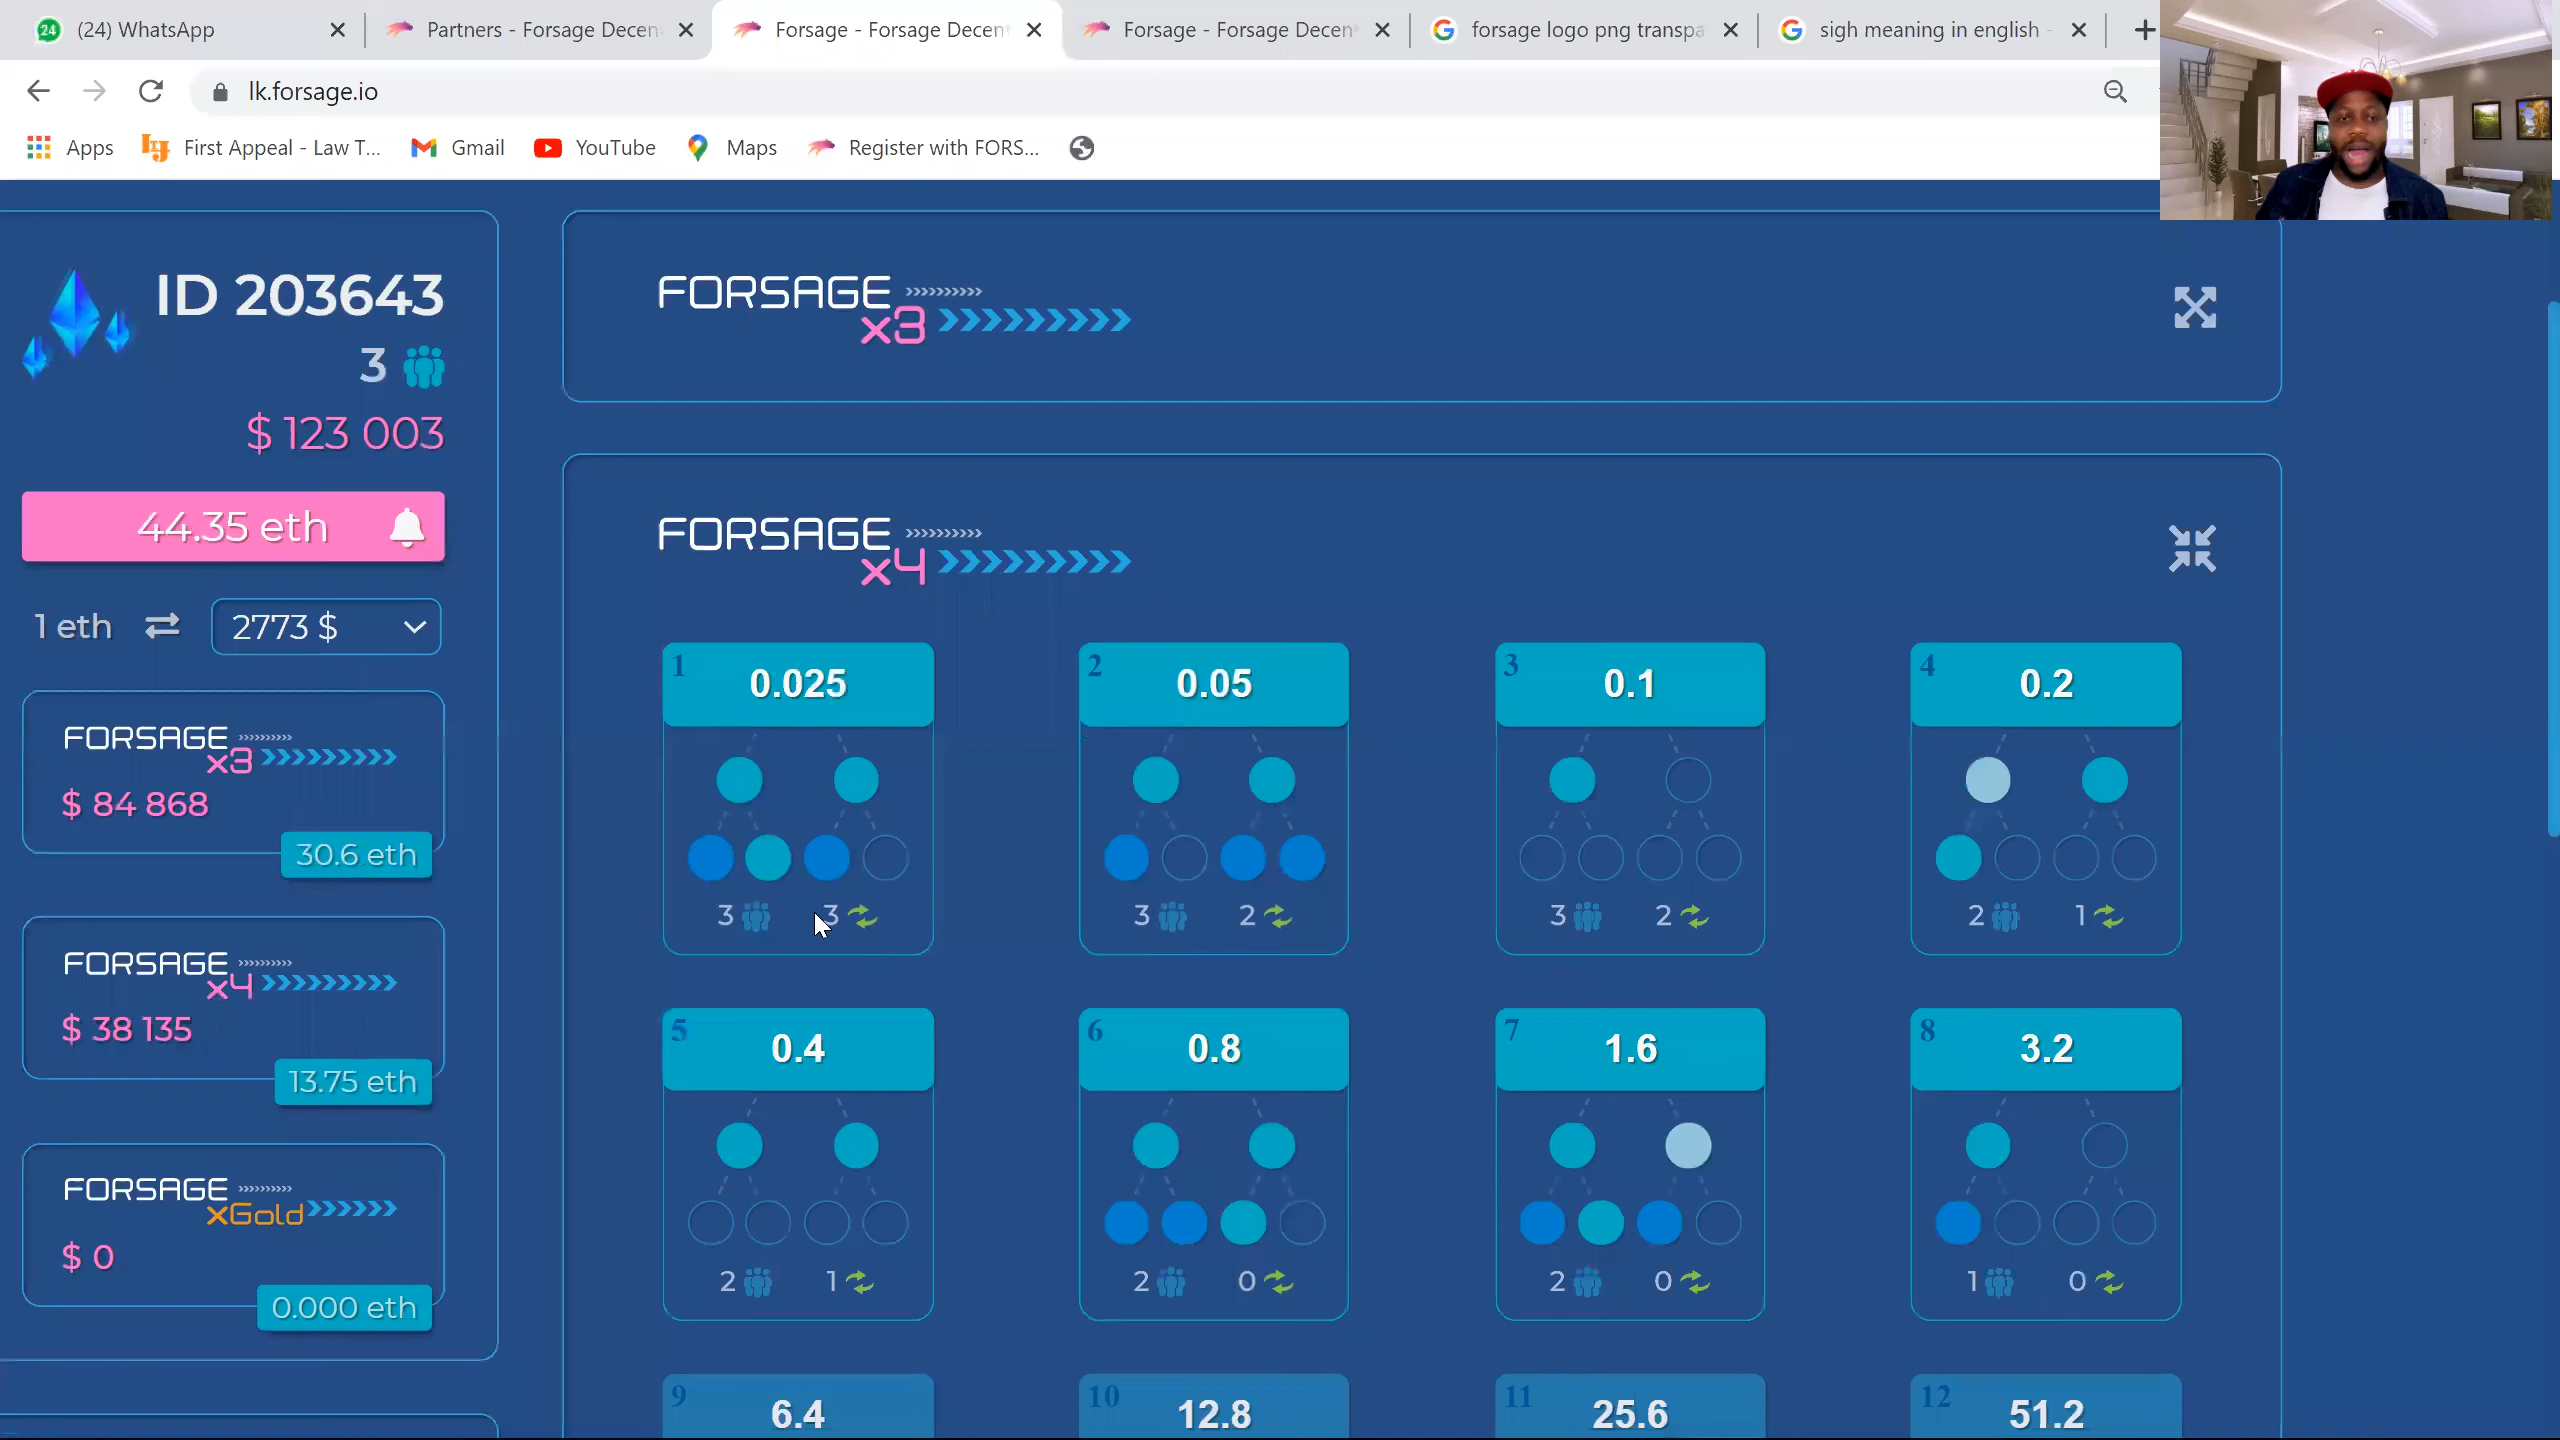 24 (24) WhatsApp
Partners - Forsage Decen
Forsage - Forsage Decen
Forsage - Forsage Decen
forsage logo png transpa
sigh meaning in english -
lk.forsage.io
Apps
First Appeal - Law T...
Gmail
YouTube
Maps
Register with FORS...
ID 203643
3
$ 123 003
44.35 eth
1 eth
2773 $
FORSAGE
x3
$ 84 868
30.6 eth
FORSAGE
x4
$ 38 135
13.75 eth
FORSAGE
xGold
$ 0
0.000 eth
FORSAGE
x3
FORSAGE
x4
1 0.025
2 0.05
3 0.1
4 0.2
3 3
3 2
3 2
2 1
5 0.4
6 0.8
7 1.6
8 3.2
2 1
2 0
2 0
1 0
9 6.4
10 12.8
11 25.6
12 51.2